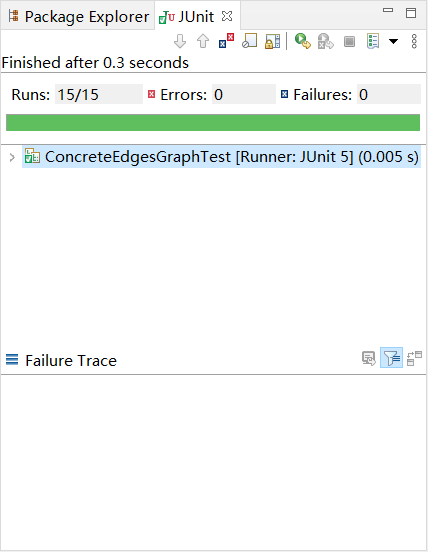 Package Explorer JUnit
Finished after 0.3 seconds
Runs: 15/15 Errors: 0 Failures: 0
ConcreteEdgesGraphTest [Runner: JUnit 5] (0.005 s)
Failure Trace